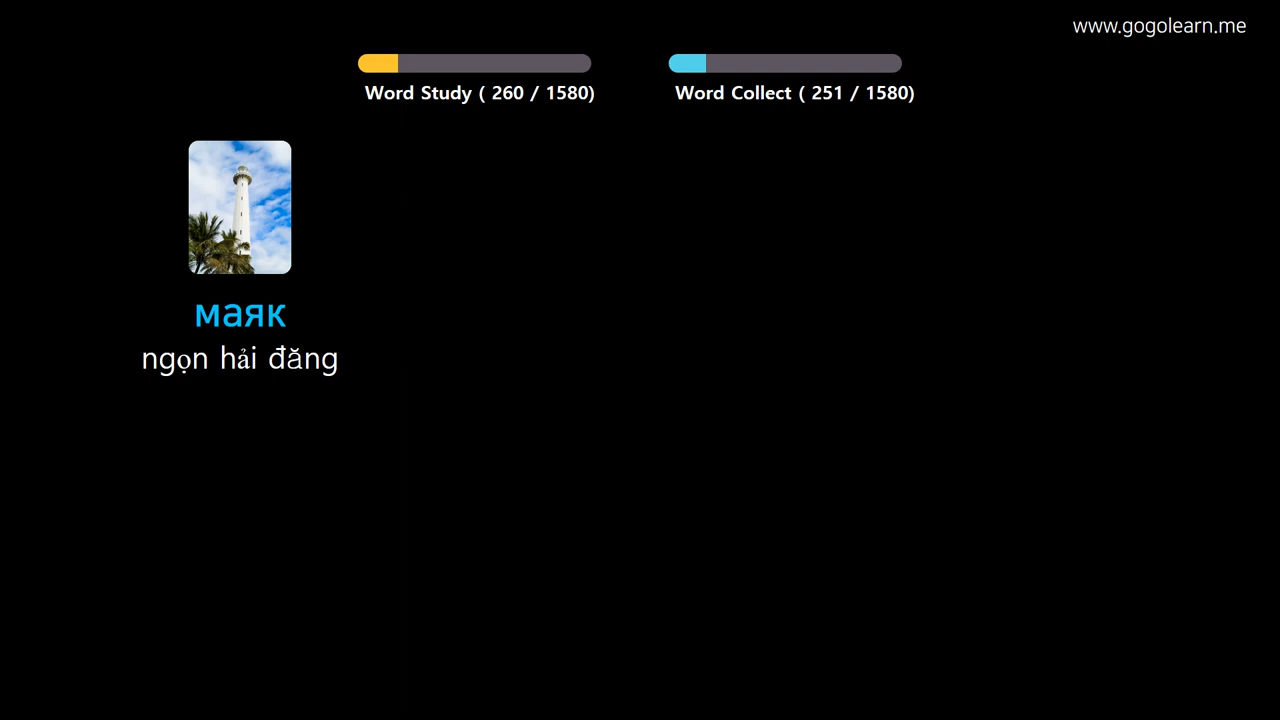 www.gogolearn.me
Word Study ( 260 / 1580)
Word Collect ( 251 / 1580)
маяк
ngọn hải đăng